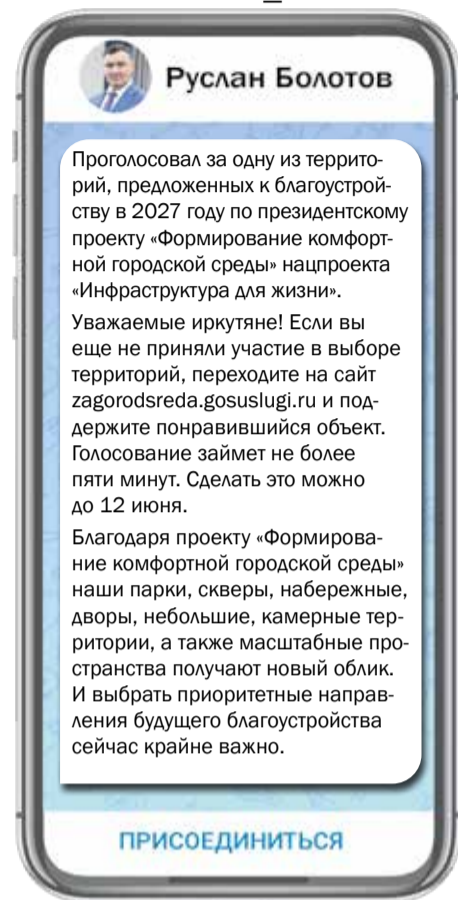 Руслан Болотов
Проголосовал за одну из террито-
рий, предложенных к благоустрой-
ству в 2027 году по президентскому
проекту «Формирование комфорт-
ной городской среды» нацпроекта
«Инфраструктура для жизни».
Уважаемые иркутяне! Если вы
еще не приняли участие в выборе
территорий, переходите на сайт
zagorodsreda.gosuslugi.ru и под-
держите понравившийся объект.
Голосование займет не более
пяти минут. Сделать это можно
до 12 июня.
Благодаря проекту «Формирова-
ние комфортной городской среды»
наши парки, скверы, набережные,
дворы, небольшие, камерные тер-
ритории, а также масштабные про-
странства получают новый облик.
И выбрать приоритетные направ-
ления будущего благоустройства
сейчас крайне важно.
ПРИСОЕДИНИТЬСЯ